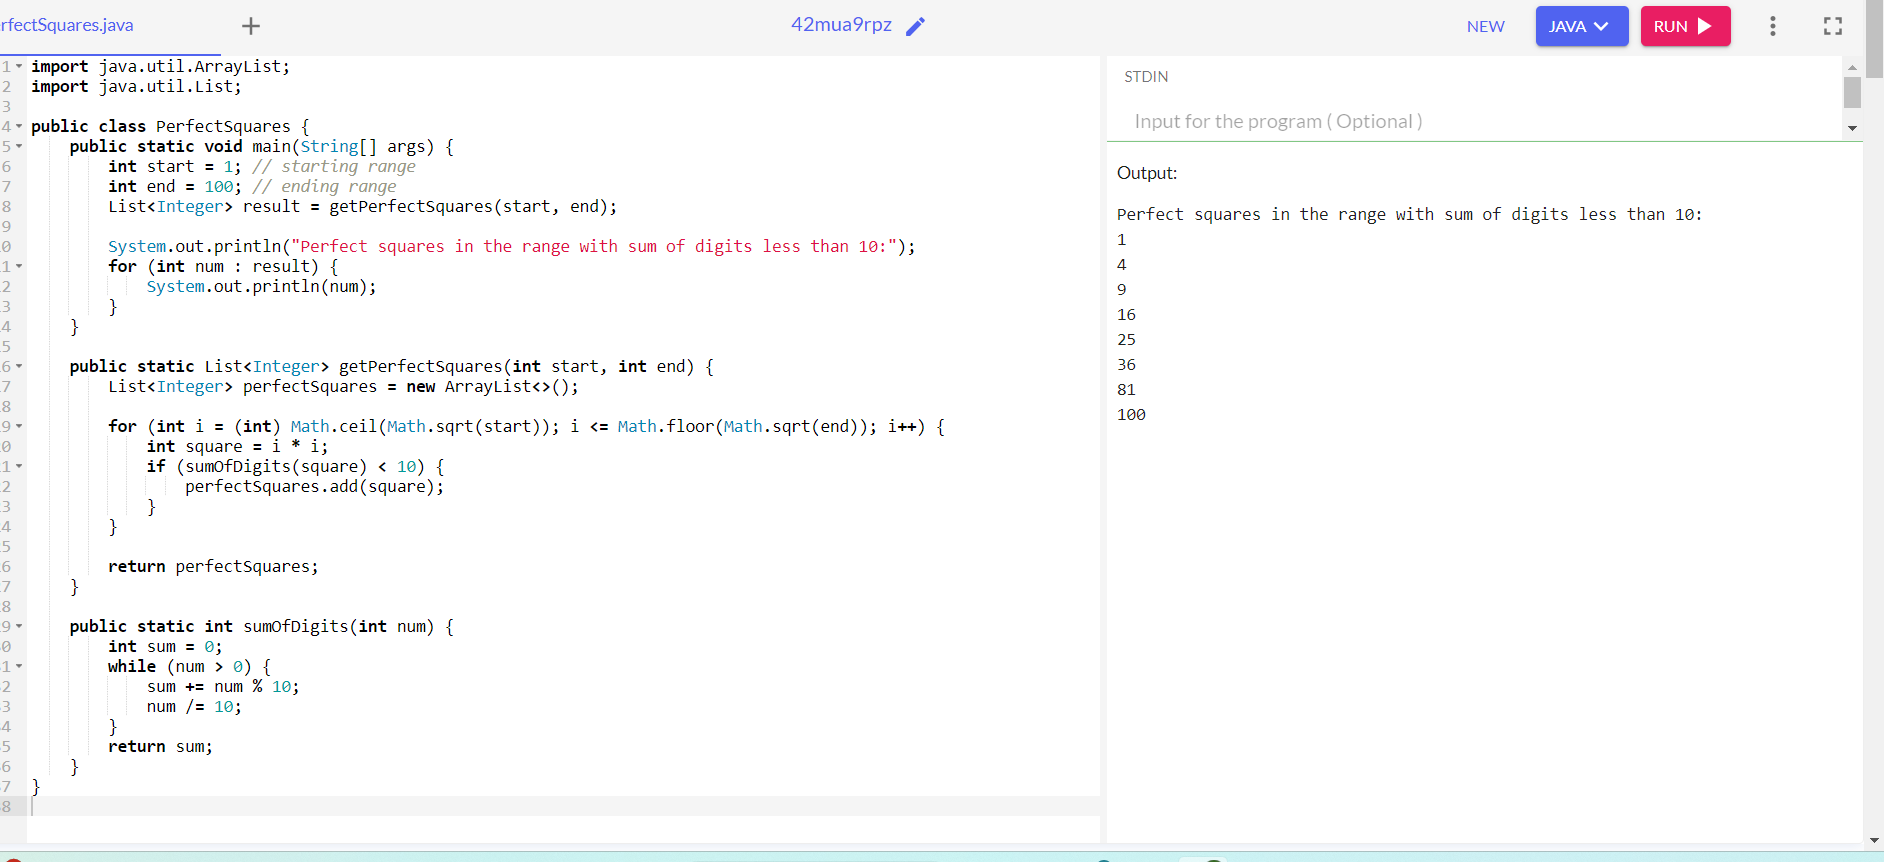 rfectSquares.java
42mua9rpz
NEW
JAVA
RUN
1 import java.util.ArrayList;
2 import java.util.List;
3
4 public class PerfectSquares {
5     public static void main(String[] args) {
6         int start = 1; // starting range
7         int end = 100; // ending range
8         List<Integer> result = getPerfectSquares(start, end);
9
0         System.out.println("Perfect squares in the range with sum of digits less than 10:");
1         for (int num : result) {
2             System.out.println(num);
3         }
4     }
5
6     public static List<Integer> getPerfectSquares(int start, int end) {
7         List<Integer> perfectSquares = new ArrayList<>();
8
9         for (int i = (int) Math.ceil(Math.sqrt(start)); i <= Math.floor(Math.sqrt(end)); i++) {
0             int square = i * i;
1             if (sumOfDigits(square) < 10) {
2                 perfectSquares.add(square);
3             }
4         }
5
6         return perfectSquares;
7     }
8
9     public static int sumOfDigits(int num) {
0         int sum = 0;
1         while (num > 0) {
2             sum += num % 10;
3             num /= 10;
4         }
5         return sum;
6     }
7 }
8
STDIN
Input for the program ( Optional )
Output:
Perfect squares in the range with sum of digits less than 10:
1
4
9
16
25
36
81
100